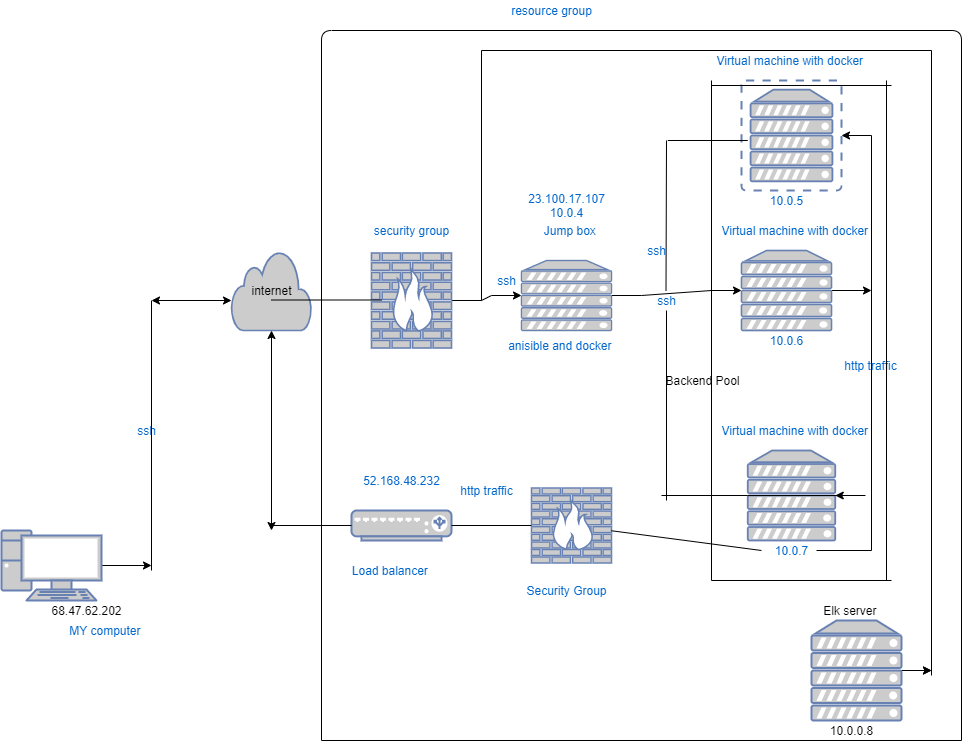 resource group
Virtual machine with docker
10.0.5
23.100.17.107
10.0.4
Jump box
security group
Virtual machine with docker
ssh
ssh
internet
ssh
anisible and docker
10.0.6
http traffic
Backend Pool
ssh
Virtual machine with docker
52.168.48.232
http traffic
10.0.7
Load balancer
Security Group
68.47.62.202
MY computer
Elk server
10.0.0.8